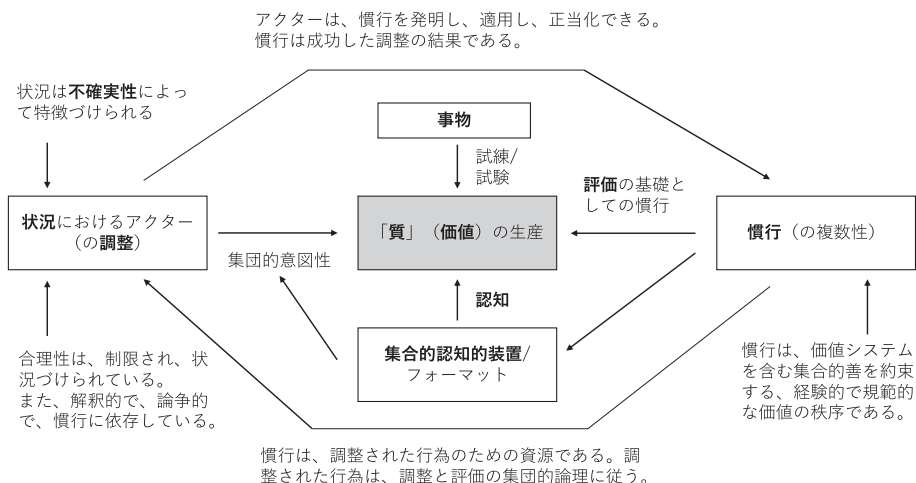 アクターは、慣行を発明し、適用し、正当化できる。
慣行は成功した調整の結果である。
状況は不確実性によっ
て特徴づけられる
事物
試練/
試験
評価の基礎と
しての慣行
状況におけるアクター
（の調整）
「質」（価値）の生産
慣行（の複数性）
集団的意図性
認知
集合的認知的装置/
フォーマット
合理性は、制限され、状
況づけられている。
また、解釈的で、論争的
で、慣行に依存している。
慣行は、価値システム
を含む集合的善を約束
する、経験的で規範的
な価値の秩序である。
慣行は、調整された行為のための資源である。調
整された行為は、調整と評価の集団的論理に従う。